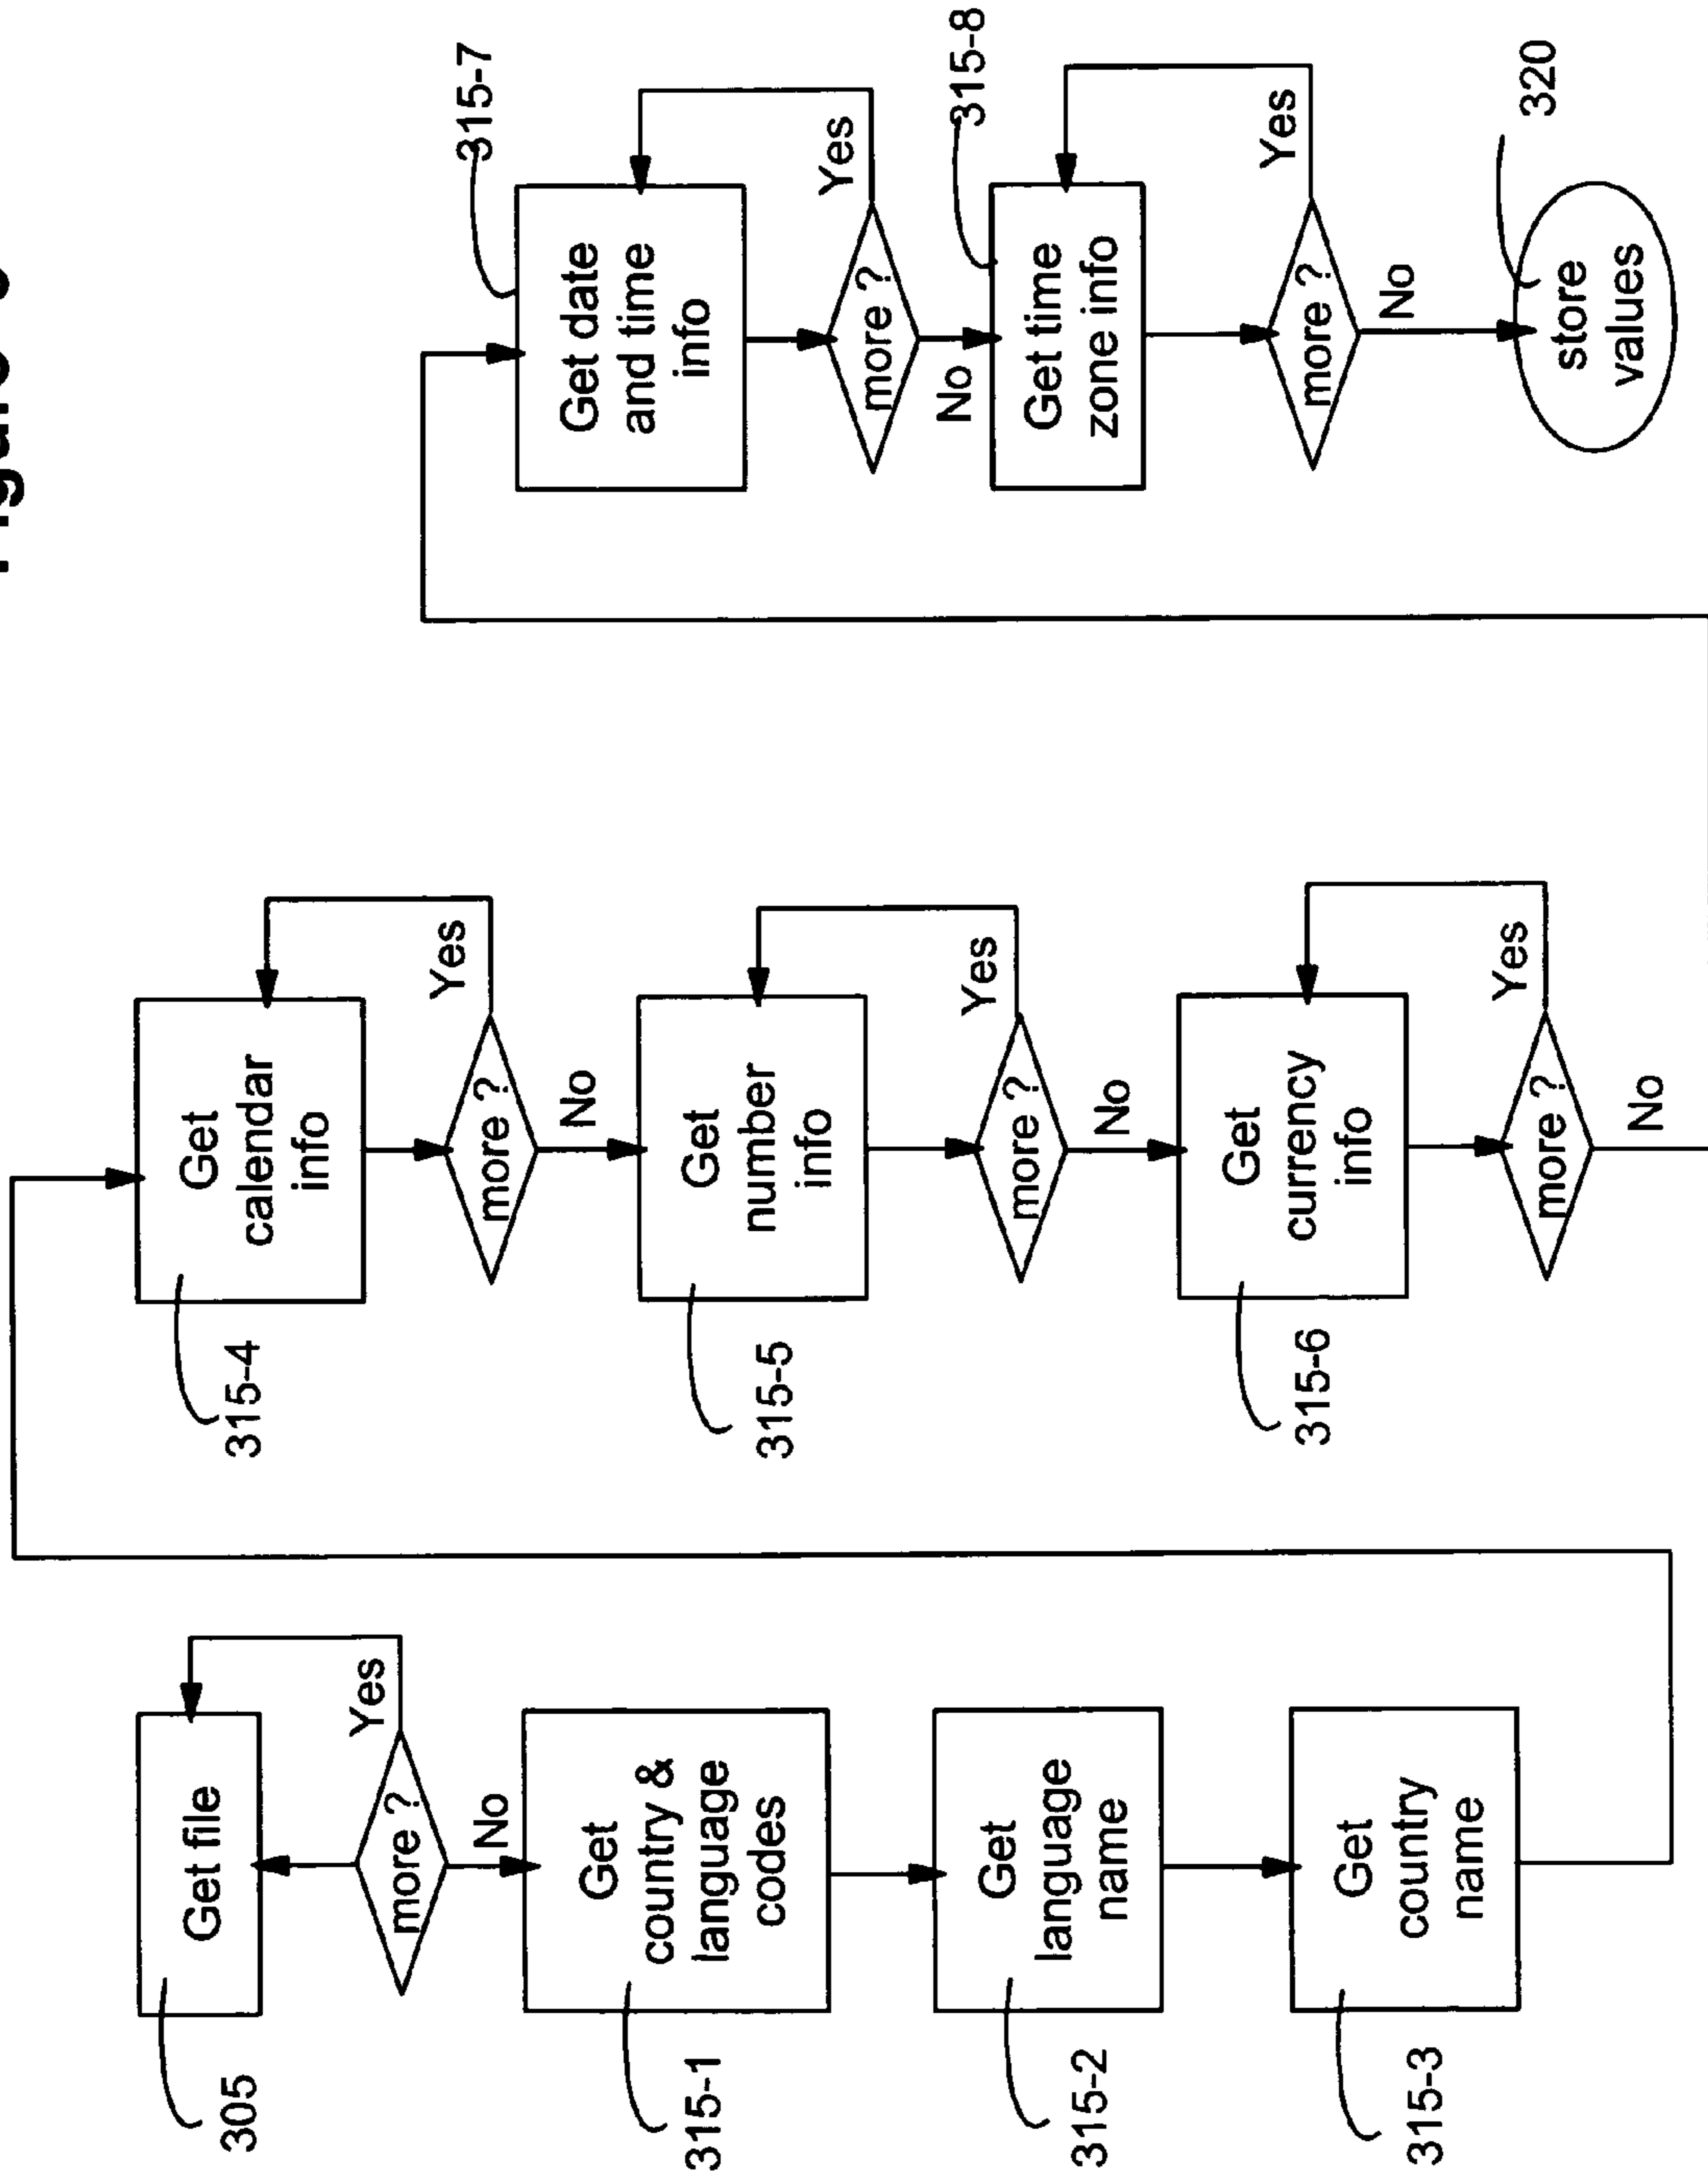 305
Get file
more ?
Yes
No
315-1
Get
country &
language
codes
315-2
Get
language
name
315-3
Get
country
name
315-4
Get
calendar
info
more ?
Yes
No
315-5
Get
number
info
more ?
Yes
No
315-6
Get
currency
info
more ?
Yes
No
315-7
Get date
and time
info
more ?
Yes
No
315-8
Get time
zone info
more ?
Yes
No
320
store
values